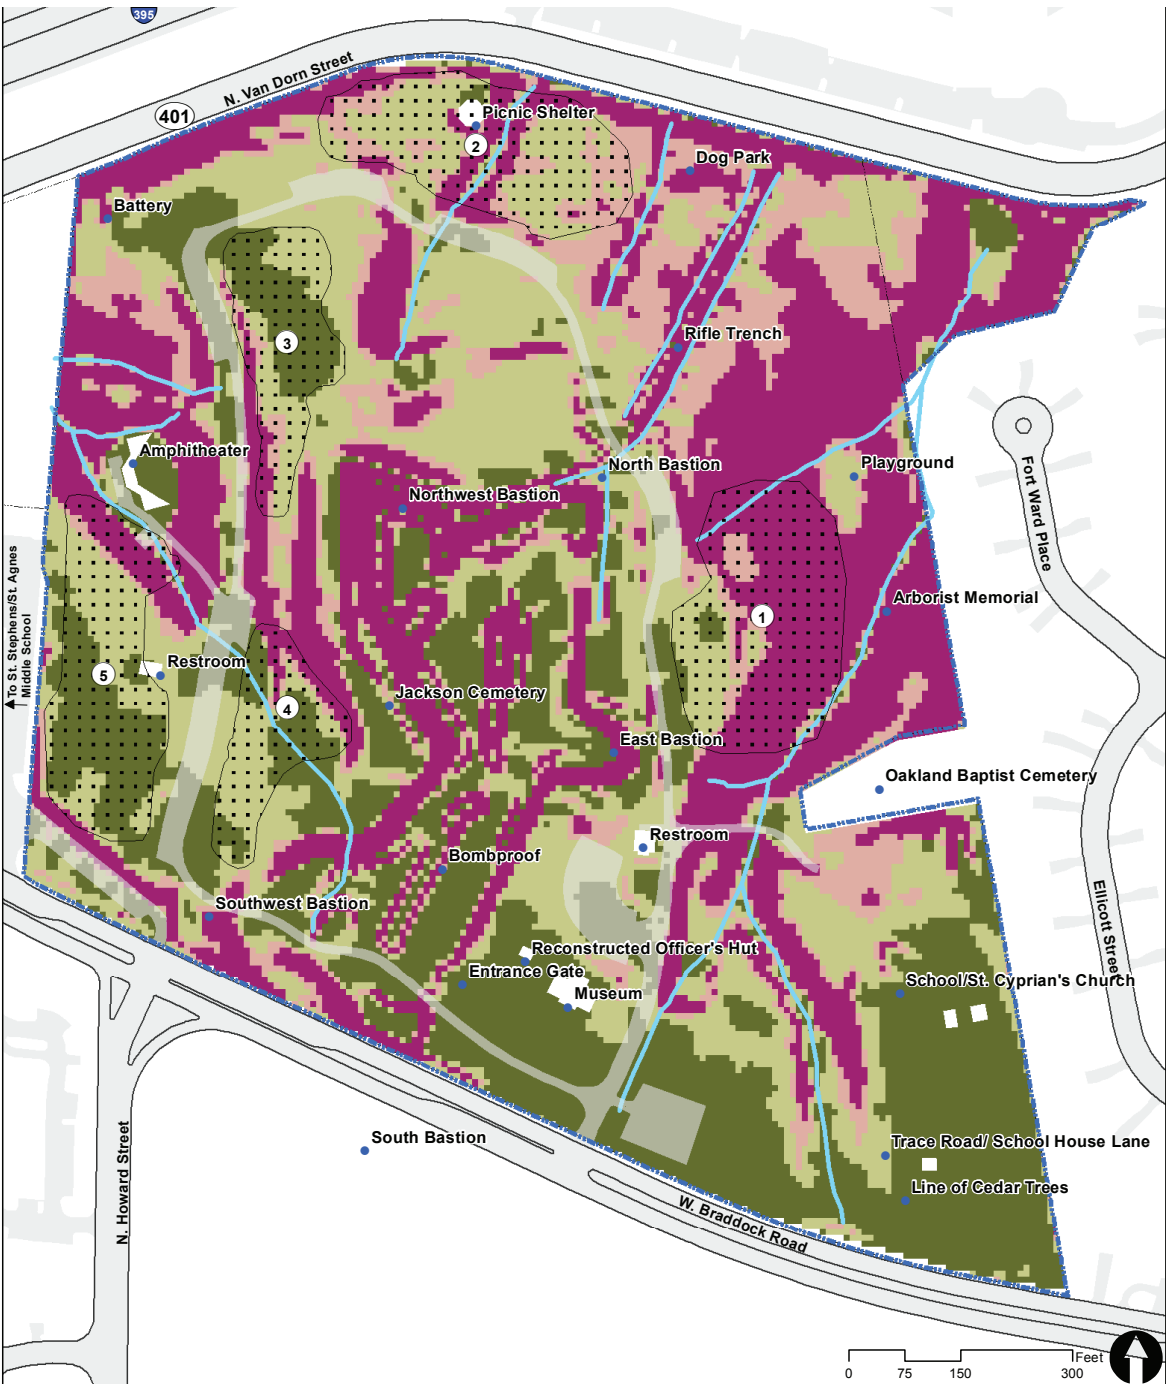 395
N. Van Dorn Street
401
Picnic Shelter
2
Dog Park
Battery
Rifle Trench
3
Amphitheater
North Bastion
Playground
Northwest Bastion
Fort Ward Place
To St. Stephens/St. Agnes
Middle School
Arborist Memorial
1
Restroom
5
Jackson Cemetery
4
East Bastion
Oakland Baptist Cemetery
Restroom
Bombproof
Southwest Bastion
Ellicott Street
Reconstructed Officer's Hut
Entrance Gate
Museum
School/St. Cyprian's Church
South Bastion
Trace Road/ School House Lane
Line of Cedar Trees
N. Howard Street
W. Braddock Road
Feet
0 75 150 300